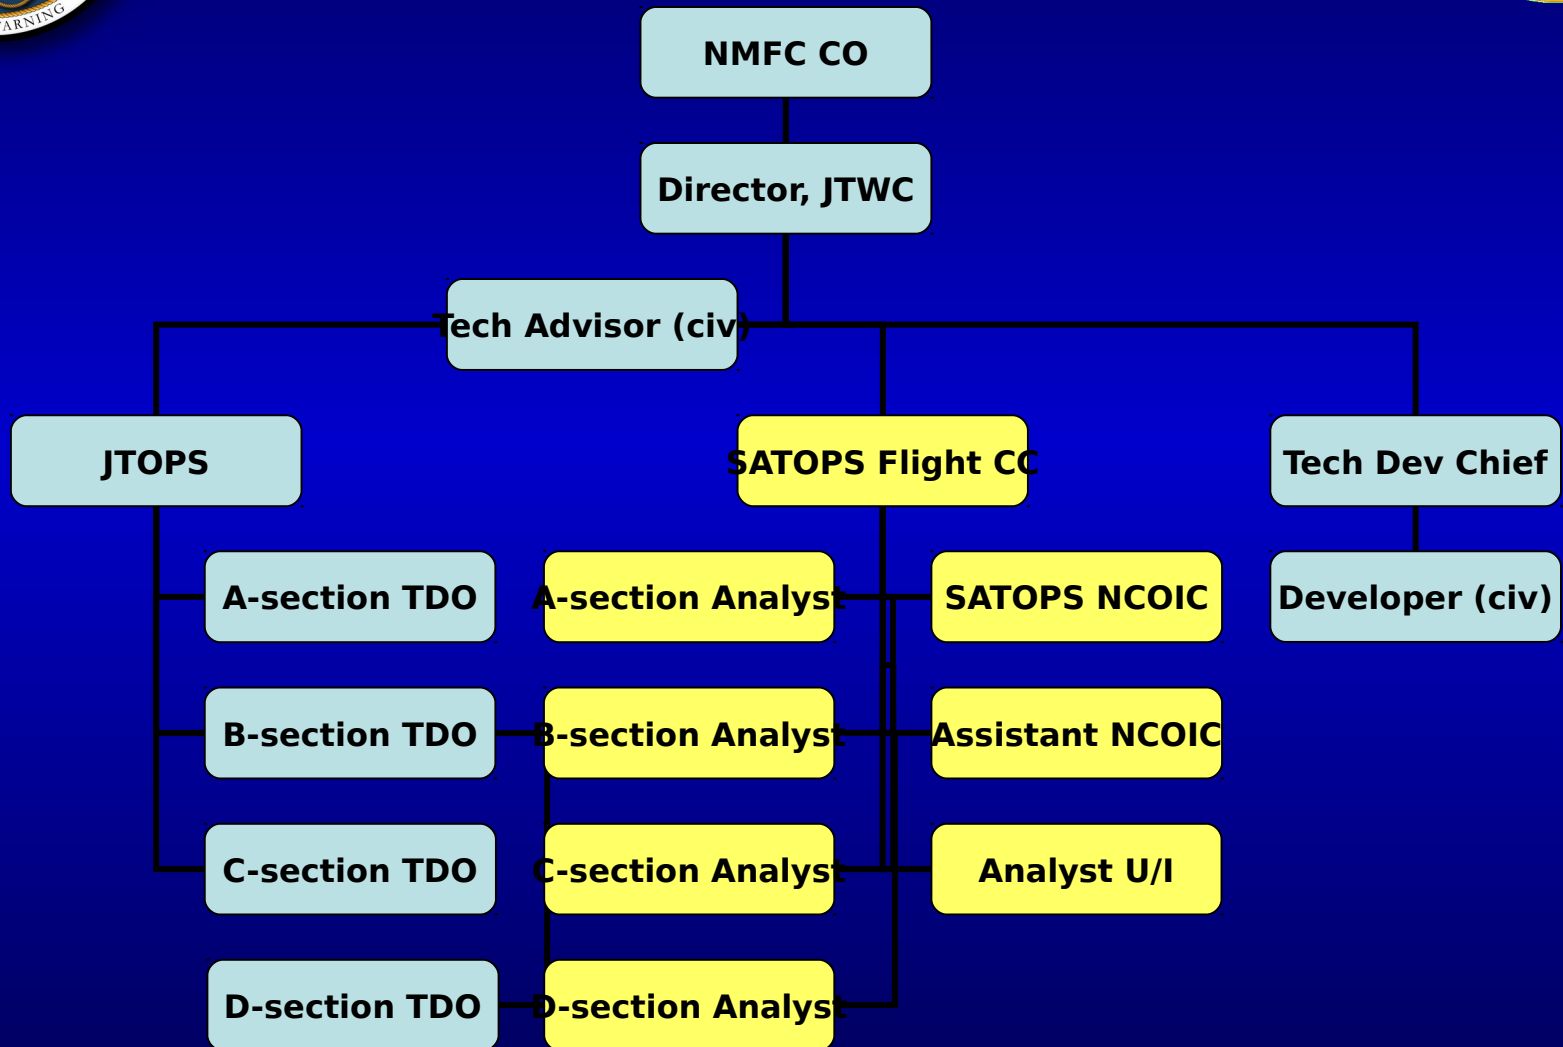 WARNING
NMFC CO
Director, JTWC
Tech Advisor (civ)
JTOPS
SATOPS Flight CC
Tech Dev Chief
A-section TDO
A-section Analyst
SATOPS NCOIC
Developer (civ)
B-section TDO
B-section Analyst
Assistant NCOIC
C-section TDO
C-section Analyst
Analyst U/I
D-section TDO
D-section Analyst